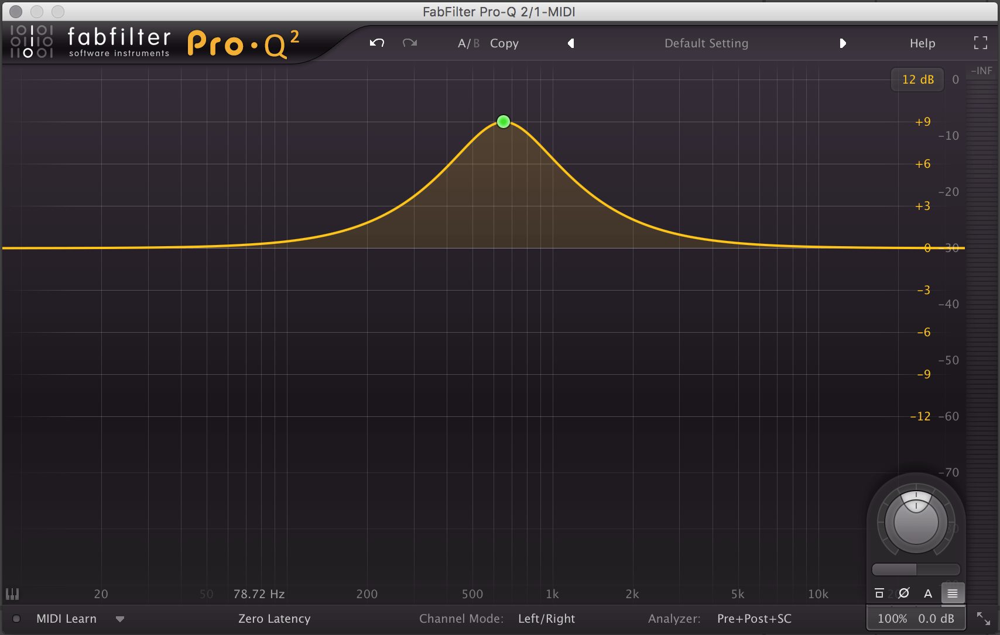 FabFilter Pro-Q 2/1-MIDI
fabfilter
software instruments
Pro·Q²
A/B Copy
Default Setting
Help
-INF
12 dB
0
+9
-10
+6
-20
+3
0
-30
-3
-40
-6
-50
-9
-12
-60
-70
20
50
78.72 Hz
200
500
1k
2k
5k
10k
A
MIDI Learn
Zero Latency
Channel Mode: Left/Right
Analyzer: Pre+Post+SC
100% 0.0 dB